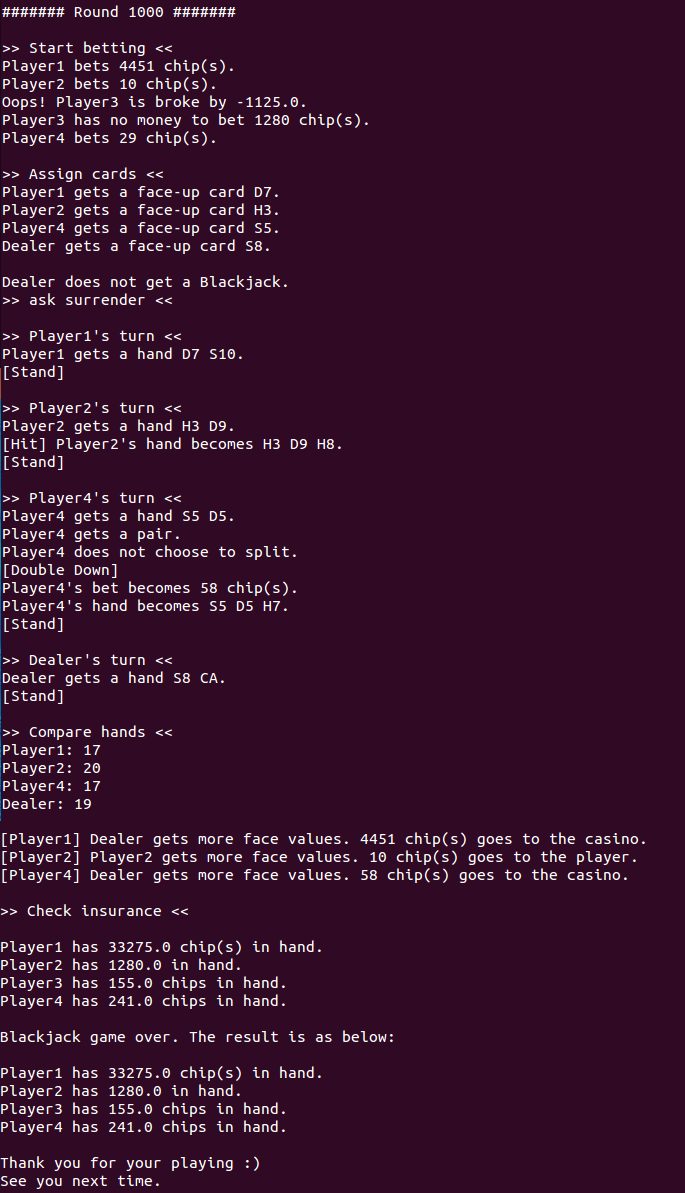 ####### Round 1000 #######
>> Start betting <<
Player1 bets 4451 chip(s).
Player2 bets 10 chip(s).
Oops! Player3 is broke by -1125.0.
Player3 has no money to bet 1280 chip(s).
Player4 bets 29 chip(s).
>> Assign cards <<
Player1 gets a face-up card D7.
Player2 gets a face-up card H3.
Player4 gets a face-up card S5.
Dealer gets a face-up card S8.
Dealer does not get a Blackjack.
>> ask surrender <<
>> Player1's turn <<
Player1 gets a hand D7 S10.
[Stand]
>> Player2's turn <<
Player2 gets a hand H3 D9.
[Hit] Player2's hand becomes H3 D9 H8.
[Stand]
>> Player4's turn <<
Player4 gets a hand S5 D5.
Player4 gets a pair.
Player4 does not choose to split.
[Double Down]
Player4's bet becomes 58 chip(s).
Player4's hand becomes S5 D5 H7.
[Stand]
>> Dealer's turn <<
Dealer gets a hand S8 CA.
[Stand]
>> Compare hands <<
Player1: 17
Player2: 20
Player4: 17
Dealer: 19
[Player1] Dealer gets more face values. 4451 chip(s) goes to the casino.
[Player2] Player2 gets more face values. 10 chip(s) goes to the player.
[Player4] Dealer gets more face values. 58 chip(s) goes to the casino.
>> Check insurance <<
Player1 has 33275.0 chip(s) in hand.
Player2 has 1280.0 in hand.
Player3 has 155.0 chips in hand.
Player4 has 241.0 chips in hand.
Blackjack game over. The result is as below:
Player1 has 33275.0 chip(s) in hand.
Player2 has 1280.0 in hand.
Player3 has 155.0 chips in hand.
Player4 has 241.0 chips in hand.
Thank you for your playing :)
See you next time.